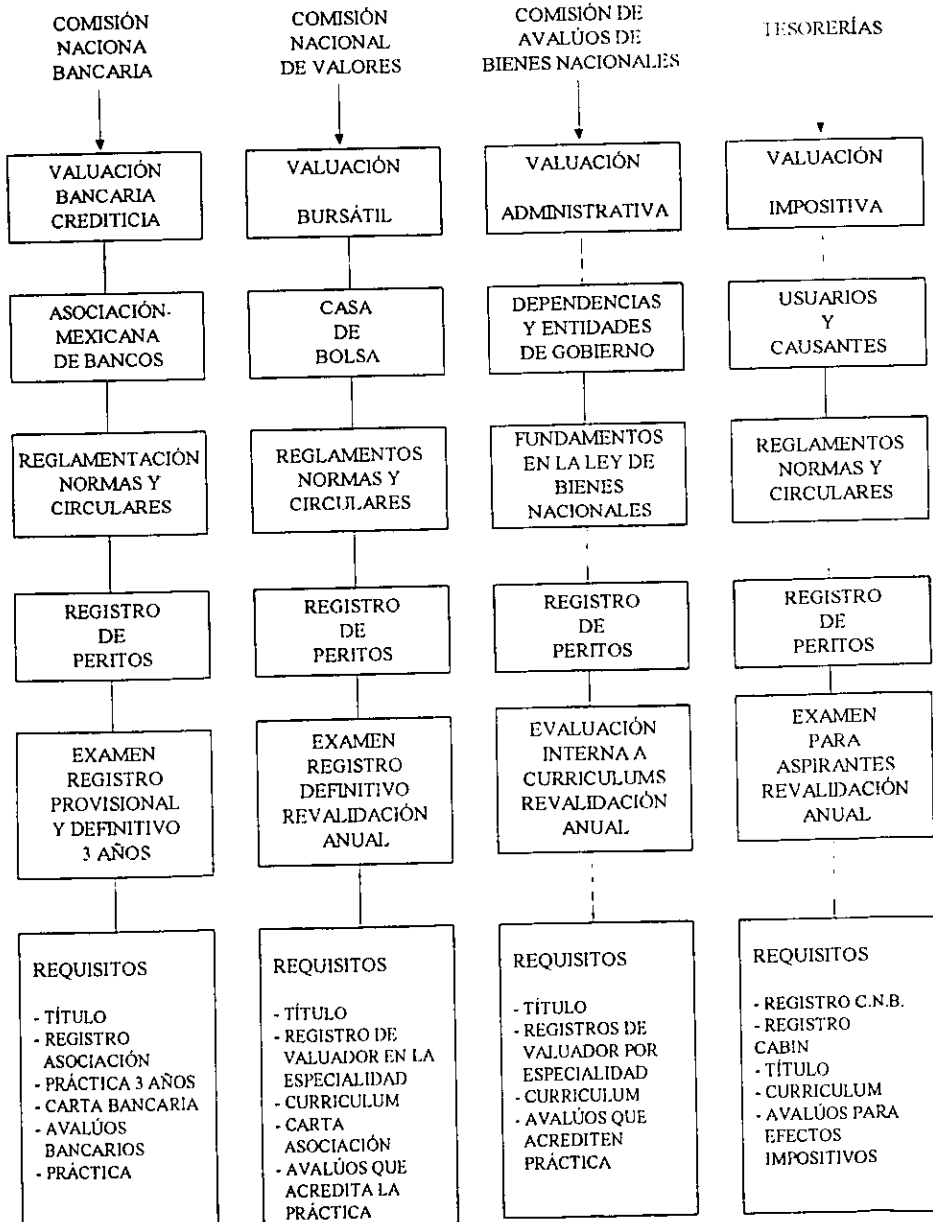 COMISIÓN
NACIONA
BANCARIA
VALUACIÓN
BANCARIA
CREDITICIA
ASOCIACIÓN-
MEXICANA
DE BANCOS
REGLAMENTACIÓN
NORMAS Y
CIRCULARES
REGISTRO
DE
PERITOS
EXAMEN
REGISTRO
PROVISIONAL
Y DEFINITIVO
3 AÑOS
REQUISITOS
- TÍTULO
- REGISTRO
ASOCIACIÓN
- PRÁCTICA 3 AÑOS
- CARTA BANCARIA
- AVALÚOS
BANCARIOS
- PRÁCTICA
COMISIÓN
NACIONAL
DE VALORES
VALUACIÓN
BURSÁTIL
CASA
DE
BOLSA
REGLAMENTOS
NORMAS Y
CIRCULARES
REGISTRO
DE
PERITOS
EXAMEN
REGISTRO
DEFINITIVO
REVALIDACIÓN
ANUAL
REQUISITOS
- TÍTULO
- REGISTRO DE
VALUADOR EN LA
ESPECIALIDAD
- CURRICULUM
- CARTA
ASOCIACIÓN
- AVALÚOS QUE
ACREDITA LA
PRÁCTICA
COMISIÓN DE
AVALÚOS DE
BIENES NACIONALES
VALUACIÓN
ADMINISTRATIVA
DEPENDENCIAS
Y ENTIDADES
DE GOBIERNO
FUNDAMENTOS
EN LA LEY DE
BIENES
NACIONALES
REGISTRO
DE
PERITOS
EVALUACIÓN
INTERNA A
CURRICULUMS
REVALIDACIÓN
ANUAL
REQUISITOS
- TÍTULO
- REGISTROS DE
VALUADOR POR
ESPECIALIDAD
- CURRICULUM
- AVALÚOS QUE
ACREDITEN
PRÁCTICA
TESORERÍAS
VALUACIÓN
IMPOSITIVA
USUARIOS
Y
CAUSANTES
REGLAMENTOS
NORMAS Y
CIRCULARES
REGISTRO
DE
PERITOS
EXAMEN
PARA
ASPIRANTES
REVALIDACIÓN
ANUAL
REQUISITOS
- REGISTRO C.N.B.
- REGISTRO
CABIN
- TÍTULO
- CURRICULUM
- AVALÚOS PARA
EFECTOS
IMPOSITIVOS